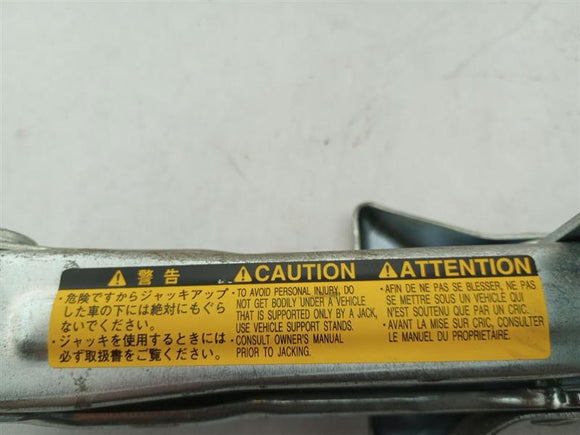 警告
・危険ですからジャッキアップ
した車の下には絶対にもぐら
ないでください。
・ジャッキを使用するときには
必ず取扱書をご覧ください。
CAUTION
・TO AVOID PERSONAL INJURY, DO
NOT GET BODILY UNDER A VEHICLE
THAT IS SUPPORTED ONLY BY A JACK,
USE VEHICLE SUPPORT STANDS.
・CONSULT OWNER'S MANUAL
PRIOR TO JACKING.
ATTENTION
・AFIN DE NE PAS SE BLESSER, NE PAS
SE METTRE SOUS UN VEHICULE QUI
N'EST SOUTENU QUE PAR UN CRIC.
・AVANT LA MISE SUR CRIC, CONSULTER
LE MANUEL DU PROPRIETAIRE.